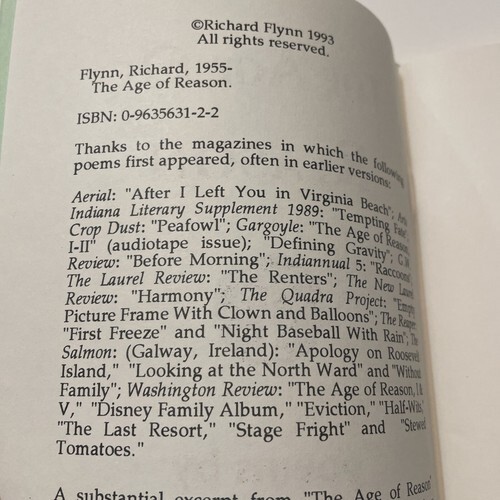 ©Richard Flynn 1993
All rights reserved.
Flynn, Richard, 1955-
The Age of Reason.
ISBN: 0-9635631-2-2
Thanks to the magazines in which the following
poems first appeared, often in earlier versions:
Aerial: "After I Left You in Virginia Beach";
Indiana Literary Supplement 1989: "Tempting Fate";
Crop Dust: "Peafowl"; Gargoyle: "The Age of Reason,
I-II" (audiotape issue); "Defining Gravity"; G.W.
Review: "Before Morning"; Indiannual 5: "Raccoons";
The Laurel Review: "The Renters"; The New Laurel
Review: "Harmony"; The Quadra Project: "Empty
Picture Frame With Clown and Balloons"; The Reaper:
"First Freeze" and "Night Baseball With Rain"; The
Salmon: (Galway, Ireland): "Apology on Roosevelt
Island," "Looking at the North Ward" and "Without
Family"; Washington Review: "The Age of Reason, I &
V," "Disney Family Album," "Eviction," "Half-Wits,"
"The Last Resort," "Stage Fright" and "Stewed
Tomatoes."
A substantial excerpt from "The Age of Reason"